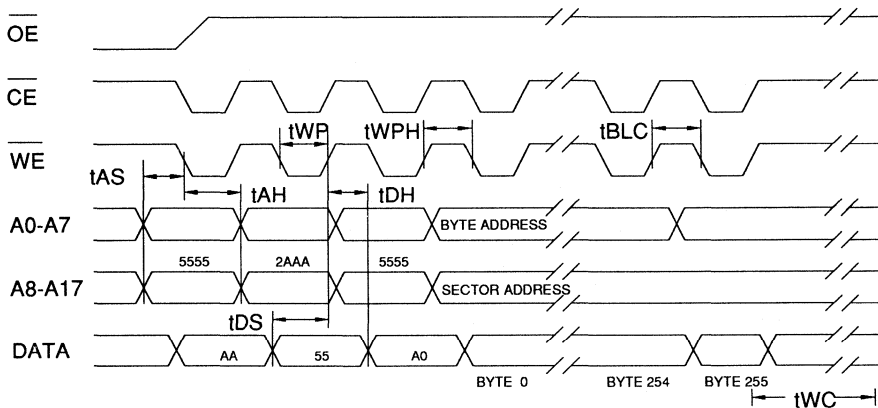 OE
CE
tWP tWPH tBLC
WE
tAS
tAH tDH
A0-A7 BYTE ADDRESS
5555 2AAA 5555
A8-A17 SECTOR ADDRESS
tDS
DATA AA 55 A0
BYTE 0 BYTE 254 BYTE 255
tWC